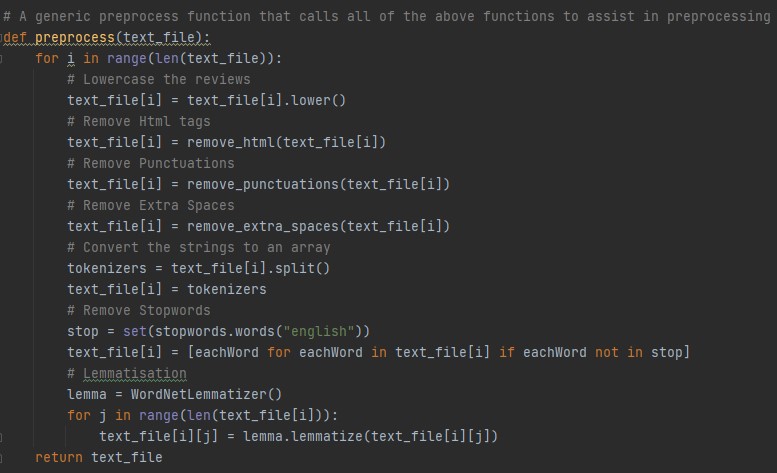 # A generic preprocess function that calls all of the above functions to assist in preprocessing
def preprocess(text_file):
    for i in range(len(text_file)):
        # Lowercase the reviews
        text_file[i] = text_file[i].lower()
        # Remove Html tags
        text_file[i] = remove_html(text_file[i])
        # Remove Punctuations
        text_file[i] = remove_punctuations(text_file[i])
        # Remove Extra Spaces
        text_file[i] = remove_extra_spaces(text_file[i])
        # Convert the strings to an array
        tokenizers = text_file[i].split()
        text_file[i] = tokenizers
        # Remove Stopwords
        stop = set(stopwords.words("english"))
        text_file[i] = [eachWord for eachWord in text_file[i] if eachWord not in stop]
        # Lemmatisation
        lemma = WordNetLemmatizer()
        for j in range(len(text_file[i])):
            text_file[i][j] = lemma.lemmatize(text_file[i][j])
    return text_file